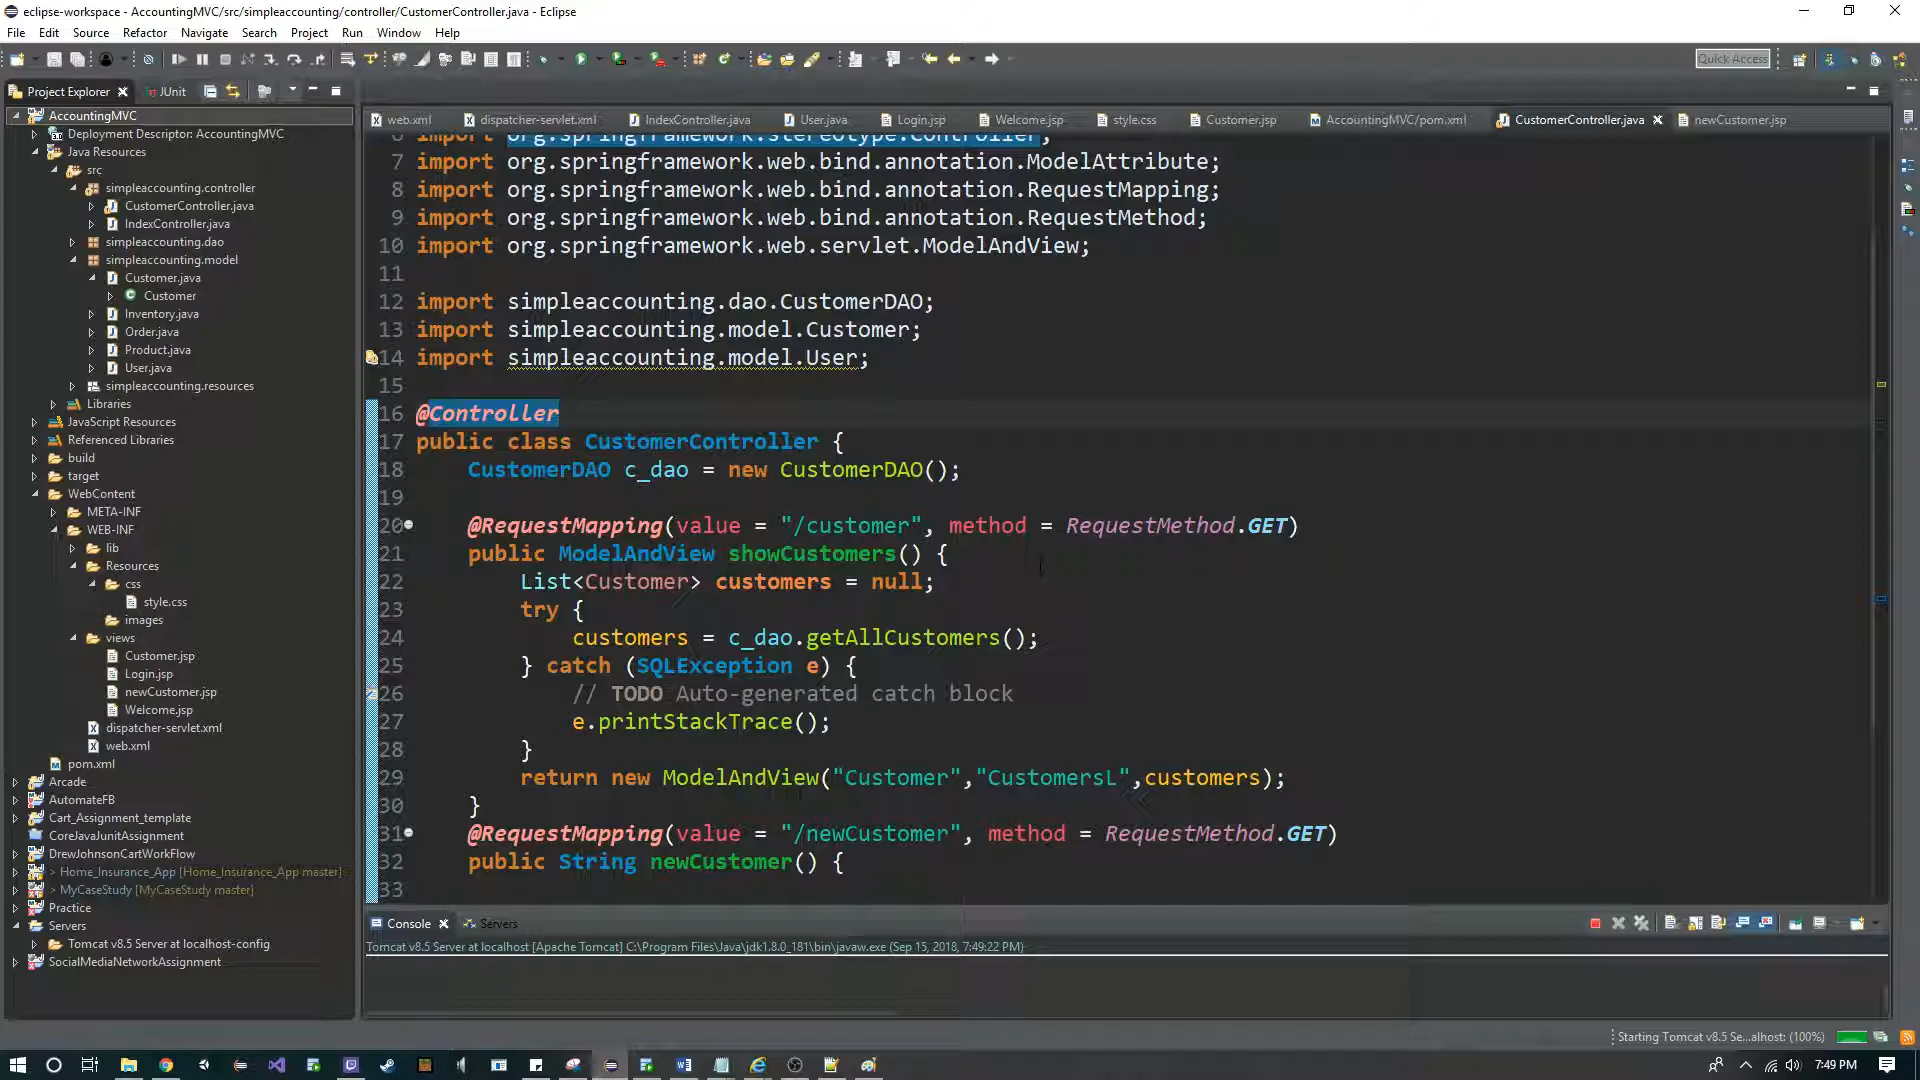 eclipse-workspace - AccountingMVC/src/simpleaccounting/controller/CustomerController.java - Eclipse
File Edit Source Refactor Navigate Search Project Run Window Help
Quick Access
Project Explorer JUnit
web.xml dispatcher-servlet.xml IndexController.java User.java Login.jsp Welcome.jsp style.css Customer.jsp AccountingMVC/pom.xml CustomerController.java newCustomer.jsp
AccountingMVC
Deployment Descriptor: AccountingMVC
Java Resources
src
simpleaccounting.controller
CustomerController.java
IndexController.java
simpleaccounting.dao
simpleaccounting.model
Customer.java
Customer
Inventory.java
Order.java
Product.java
User.java
simpleaccounting.resources
Libraries
JavaScript Resources
Referenced Libraries
build
target
WebContent
META-INF
WEB-INF
lib
Resources
css
style.css
images
views
Customer.jsp
Login.jsp
newCustomer.jsp
Welcome.jsp
dispatcher-servlet.xml
web.xml
pom.xml
Arcade
AutomateFB
Cart_Assignment_template
CoreJavaJunitAssignment
DrewJohnsonCartWorkFlow
> Home_Insurance_App [Home_Insurance_App master]
> MyCaseStudy [MyCaseStudy master]
Practice
Servers
Tomcat v8.5 Server at localhost-config
SocialMediaNetworkAssignment
6 import org.springframework.stereotype.Controller;
7 import org.springframework.web.bind.annotation.ModelAttribute;
8 import org.springframework.web.bind.annotation.RequestMapping;
9 import org.springframework.web.bind.annotation.RequestMethod;
10 import org.springframework.web.servlet.ModelAndView;
11
12 import simpleaccounting.dao.CustomerDAO;
13 import simpleaccounting.model.Customer;
14 import simpleaccounting.model.User;
15
16 @Controller
17 public class CustomerController {
18 CustomerDAO c_dao = new CustomerDAO();
19
20 @RequestMapping(value = "/customer", method = RequestMethod.GET)
21 public ModelAndView showCustomers() {
22 List<Customer> customers = null;
23 try {
24 customers = c_dao.getAllCustomers();
25 } catch (SQLException e) {
26 // TODO Auto-generated catch block
27 e.printStackTrace();
28 }
29 return new ModelAndView("Customer","CustomersL",customers);
30 }
31 @RequestMapping(value = "/newCustomer", method = RequestMethod.GET)
32 public String newCustomer() {
33
Console Servers
Tomcat v8.5 Server at localhost [Apache Tomcat] C:\Program Files\Java\jdk1.8.0_181\bin\javaw.exe (Sep 15, 2018, 7:49:22 PM)
Starting Tomcat v8.5 Se...alhost: (100%)
7:49 PM